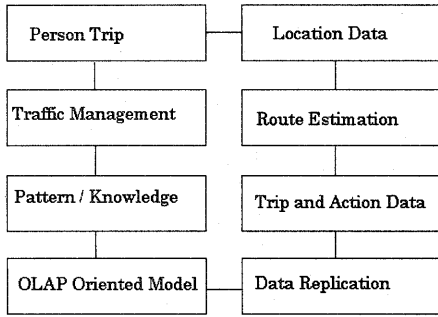 Person Trip
Location Data
Traffic Management
Route Estimation
Pattern / Knowledge
Trip and Action Data
OLAP Oriented Model
Data Replication